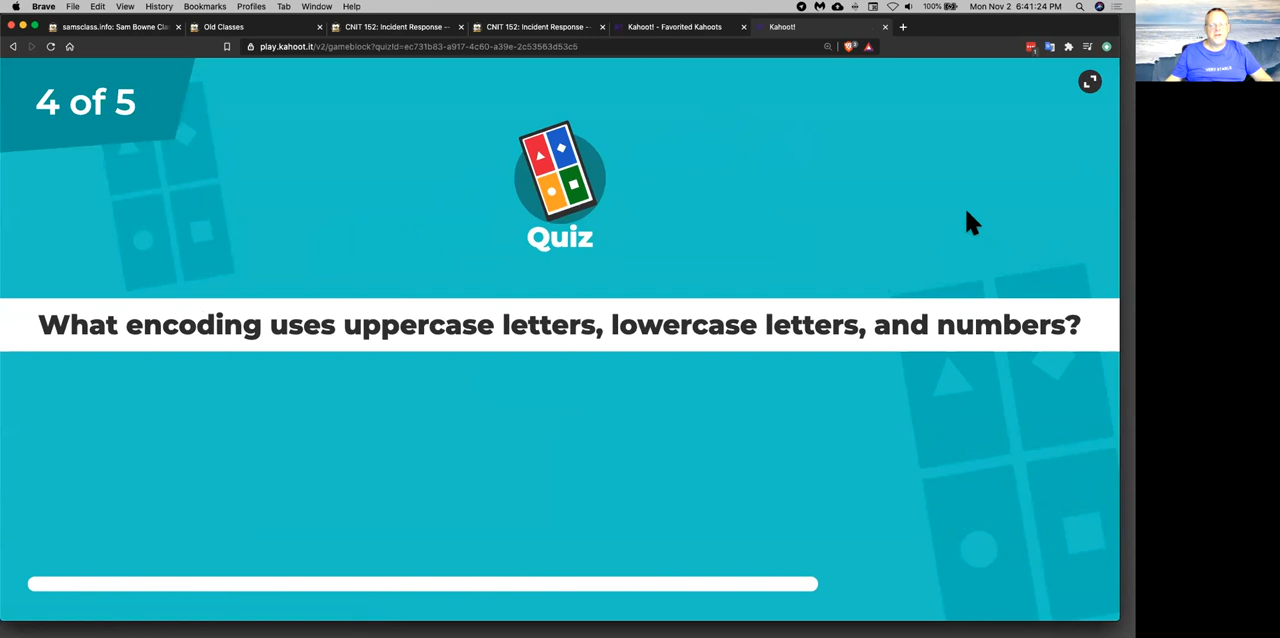 Brave File Edit View History Bookmarks Profiles Tab Window Help 100% Mon Nov 2 6:41:24 PM
samsclass.info: Sam Bowne Cla Old Classes CNIT 152: Incident Response - CNIT 152: Incident Response - Kahoot! - Favorited Kahoots Kahoot!
play.kahoot.it/v2/gameblock?quizId=ec731b83-a917-4c60-a39e-2c53563d53c5
4 of 5
Quiz
What encoding uses uppercase letters, lowercase letters, and numbers?